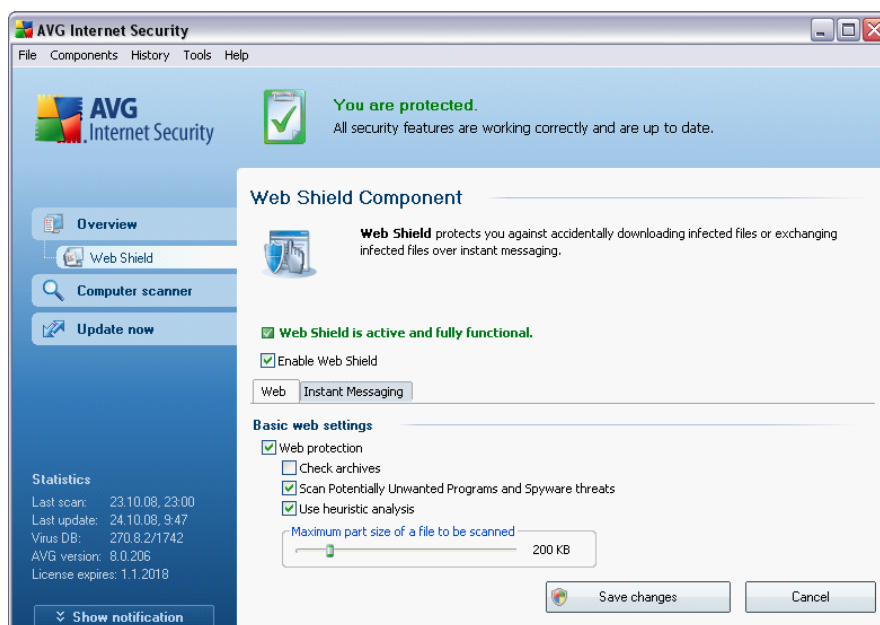 AVG Internet Security
File Components History Tools Help
AVG
Internet Security
You are protected.
All security features are working correctly and are up to date.
Overview
Web Shield
Computer scanner
Update now
Web Shield Component
Web Shield protects you against accidentally downloading infected files or exchanging
infected files over instant messaging.
Web Shield is active and fully functional.
Enable Web Shield
Web Instant Messaging
Basic web settings
Web protection
Check archives
Scan Potentially Unwanted Programs and Spyware threats
Use heuristic analysis
Maximum part size of a file to be scanned
200 KB
Statistics
Last scan: 23.10.08, 23:00
Last update: 24.10.08, 9:47
Virus DB: 270.8.2/1742
AVG version: 8.0.206
License expires: 1.1.2018
Show notification
Save changes
Cancel